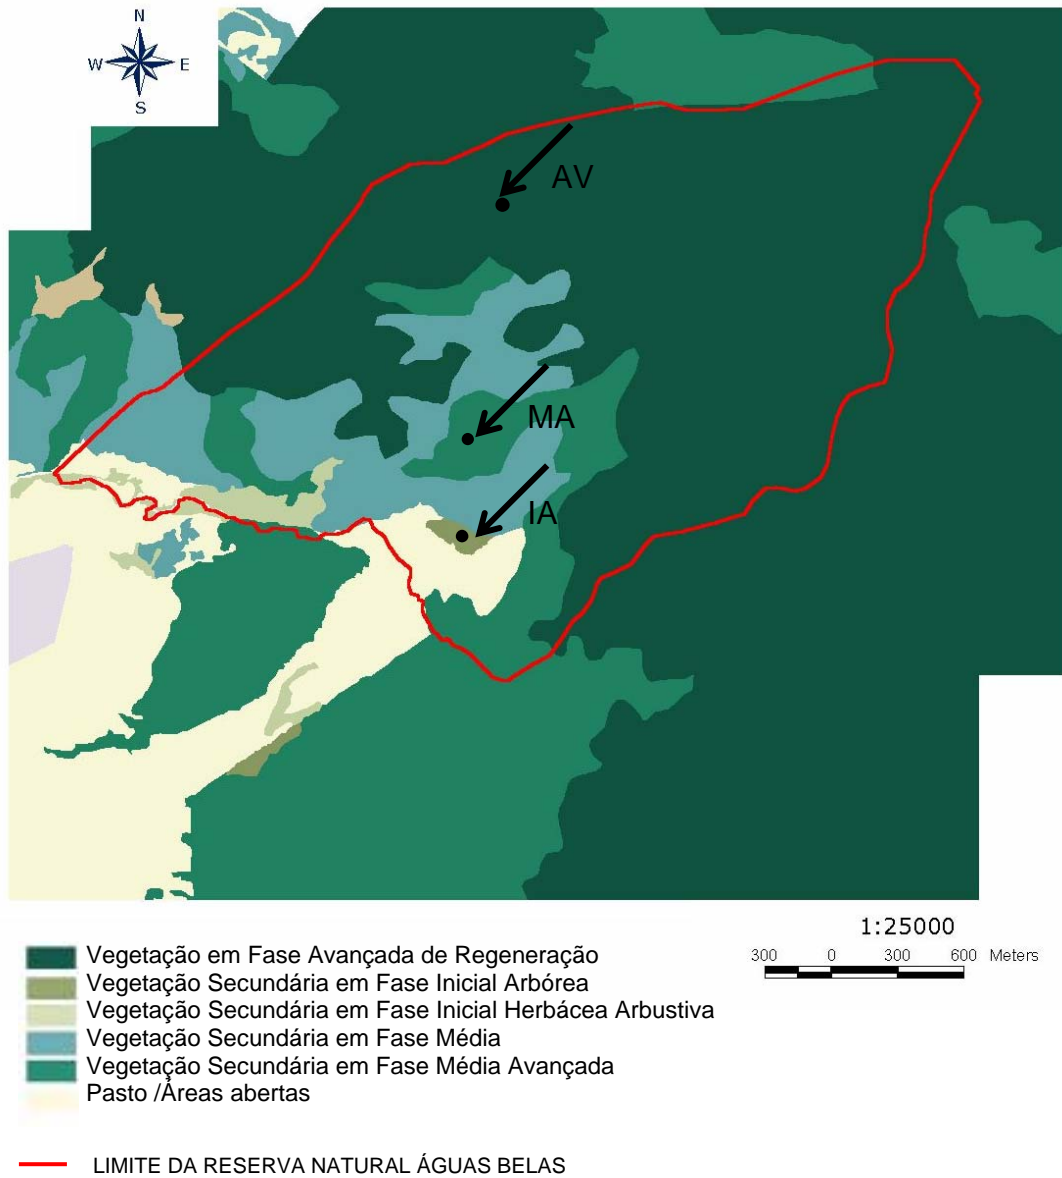 N
W E
S
AV
MA
IA
1:25000
300 0 300 600 Meters
Vegetação em Fase Avançada de Regeneração
Vegetação Secundária em Fase Inicial Arbórea
Vegetação Secundária em Fase Inicial Herbácea Arbustiva
Vegetação Secundária em Fase Média
Vegetação Secundária em Fase Média Avançada
Pasto /Áreas abertas
LIMITE DA RESERVA NATURAL ÁGUAS BELAS